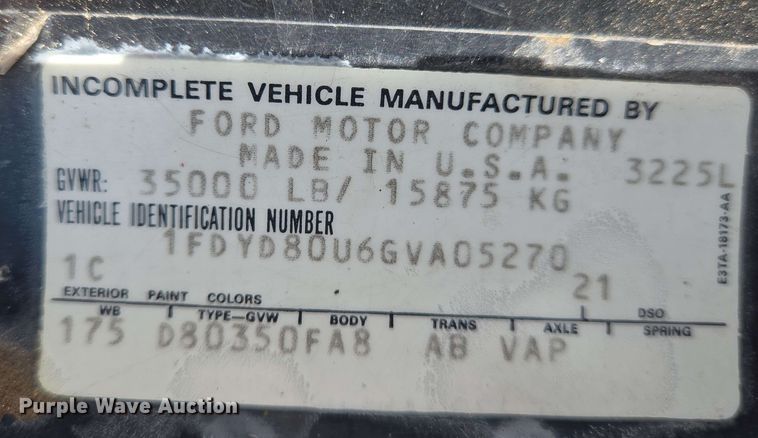 INCOMPLETE VEHICLE MANUFACTURED BY
FORD MOTOR COMPANY
MADE IN U.S.A. 3225L
GVWR: 35000 LB/ 15875 KG
VEHICLE IDENTIFICATION NUMBER
1FDYD80U6GVA05270
1C 21
EXTERIOR PAINT COLORS DSO
WB TYPE-GVW BODY TRANS AXLE SPRING
175 D80350FA8 AB VAP
E3TA-18173-AA
Purple Wave Auction